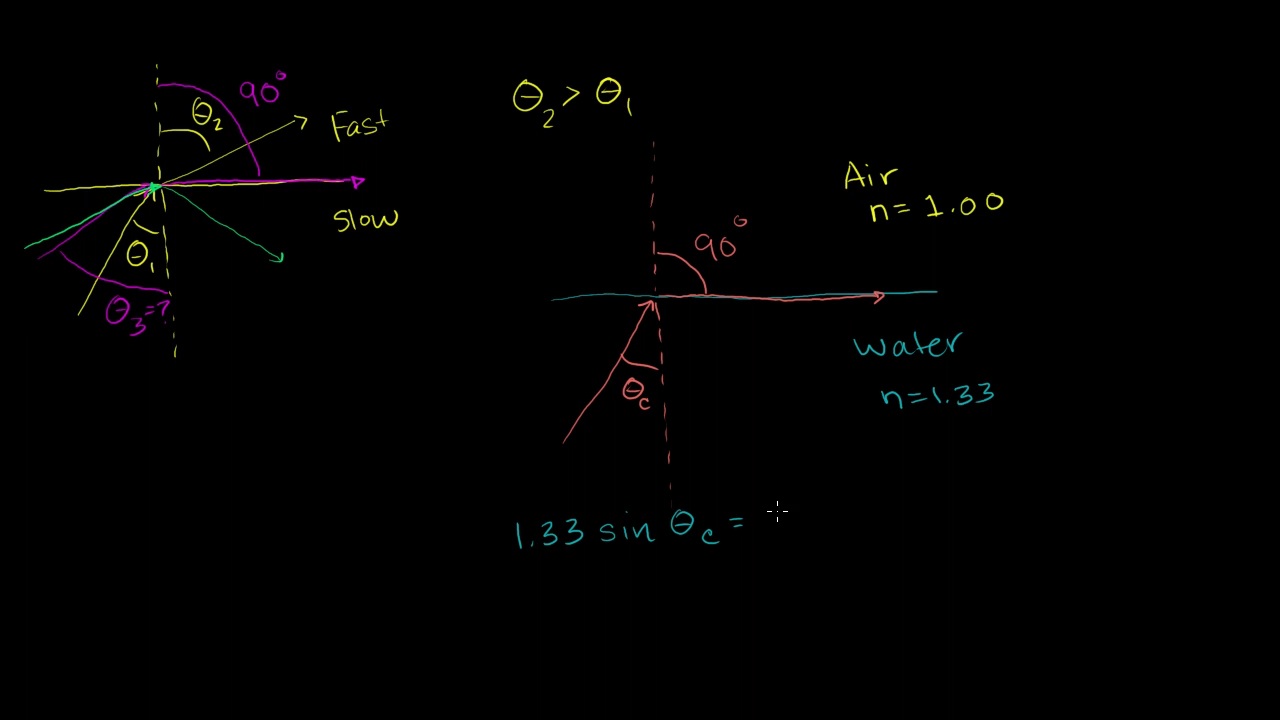 90°
θ₂
Fast
Slow
θ₁
θ₃=?
θ₂ > θ₁
Air
n = 1.00
90°
Water
n = 1.33
θc
1.33 sin θc =